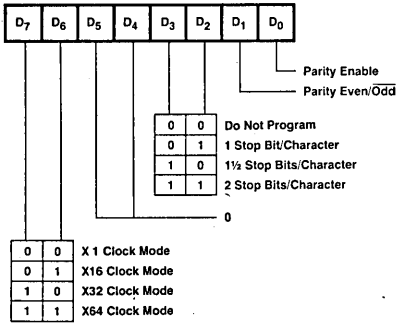 D7 D6 D5 D4 D3 D2 D1 D0
Parity Enable
Parity Even/Odd
0 0 Do Not Program
0 1 1 Stop Bit/Character
1 0 1½ Stop Bits/Character
1 1 2 Stop Bits/Character
0
0 0 X1 Clock Mode
0 1 X16 Clock Mode
1 0 X32 Clock Mode
1 1 X64 Clock Mode